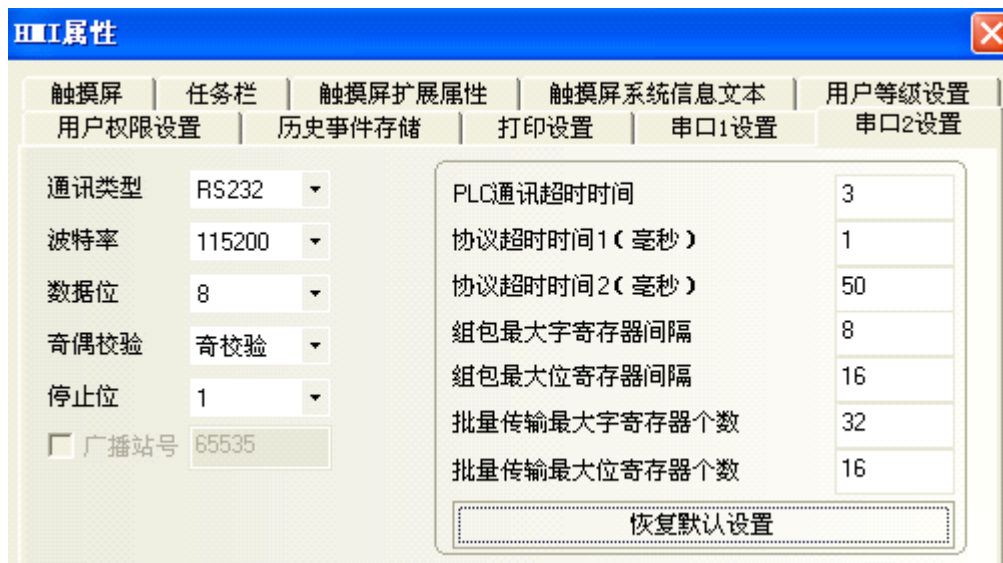 HMI属性
触摸屏 任务栏 触摸屏扩展属性 触摸屏系统信息文本 用户等级设置
用户权限设置 历史事件存储 打印设置 串口1设置 串口2设置
通讯类型 RS232
波特率 115200
数据位 8
奇偶校验 奇校验
停止位 1
广播站号 65535
PLC通讯超时时间 3
协议超时时间1(毫秒) 1
协议超时时间2(毫秒) 50
组包最大字寄存器间隔 8
组包最大位寄存器间隔 16
批量传输最大字寄存器个数 32
批量传输最大位寄存器个数 16
恢复默认设置